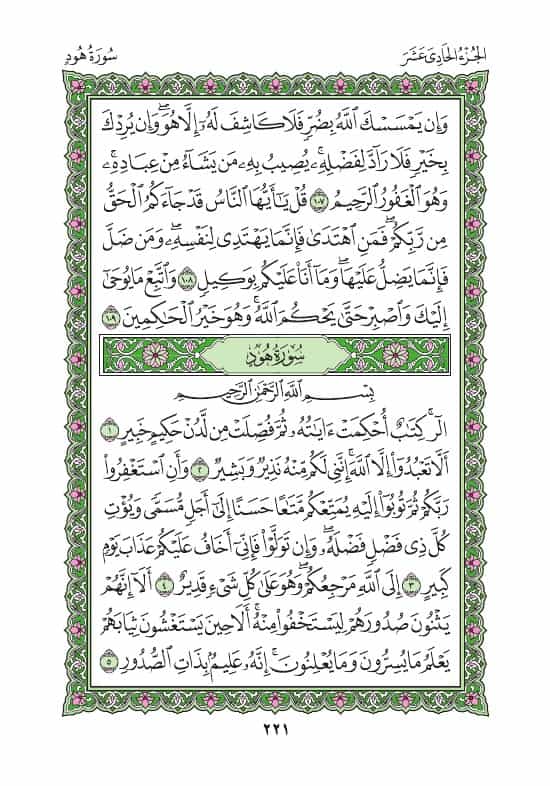 الجُزْءُ الحَادِىَ عَشَرَ
سُورَةُ هُودٍ
وَإِن يَمْسَسْكَ ٱللَّهُ بِضُرٍّ فَلَا كَاشِفَ لَهُۥٓ إِلَّا هُوَۖ وَإِن يُرِدْكَ
بِخَيْرٍ فَلَا رَآدَّ لِفَضْلِهِۦۚ يُصِيبُ بِهِۦ مَن يَشَآءُ مِنْ عِبَادِهِۦۚ
وَهُوَ ٱلْغَفُورُ ٱلرَّحِيمُ ١٠٧ قُلْ يَٰٓأَيُّهَا ٱلنَّاسُ قَدْ جَآءَكُمُ ٱلْحَقُّ
مِن رَّبِّكُمْۖ فَمَنِ ٱهْتَدَىٰ فَإِنَّمَا يَهْتَدِى لِنَفْسِهِۦۖ وَمَن ضَلَّ
فَإِنَّمَا يَضِلُّ عَلَيْهَاۖ وَمَآ أَنَا۠ عَلَيْكُم بِوَكِيلٍ ١٠٨ وَٱتَّبِعْ مَا يُوحَىٰٓ
إِلَيْكَ وَٱصْبِرْ حَتَّىٰ يَحْكُمَ ٱللَّهُۚ وَهُوَ خَيْرُ ٱلْحَٰكِمِينَ ١٠٩
سُورَةُ هُودٍ
بِسْمِ ٱللَّهِ ٱلرَّحْمَٰنِ ٱلرَّحِيمِ
الٓرۚ كِتَٰبٌ أُحْكِمَتْ ءَايَٰتُهُۥ ثُمَّ فُصِّلَتْ مِن لَّدُنْ حَكِيمٍ خَبِيرٍ ١
أَلَّا تَعْبُدُوٓا۟ إِلَّا ٱللَّهَۚ إِنَّنِى لَكُم مِّنْهُ نَذِيرٌ وَبَشِيرٌ ٢ وَأَنِ ٱسْتَغْفِرُوا۟
رَبَّكُمْ ثُمَّ تُوبُوٓا۟ إِلَيْهِ يُمَتِّعْكُم مَّتَٰعًا حَسَنًا إِلَىٰٓ أَجَلٍ مُّسَمًّى وَيُؤْتِ
كُلَّ ذِى فَضْلٍ فَضْلَهُۥۖ وَإِن تَوَلَّوْا۟ فَإِنِّىٓ أَخَافُ عَلَيْكُمْ عَذَابَ يَوْمٍ
كَبِيرٍ ٣ إِلَى ٱللَّهِ مَرْجِعُكُمْۖ وَهُوَ عَلَىٰ كُلِّ شَىْءٍ قَدِيرٌ ٤ أَلَآ إِنَّهُمْ
يَثْنُونَ صُدُورَهُمْ لِيَسْتَخْفُوا۟ مِنْهُۚ أَلَا حِينَ يَسْتَغْشُونَ ثِيَابَهُمْ
يَعْلَمُ مَا يُسِرُّونَ وَمَا يُعْلِنُونَۚ إِنَّهُۥ عَلِيمٌۢ بِذَاتِ ٱلصُّدُورِ ٥
٢٢١